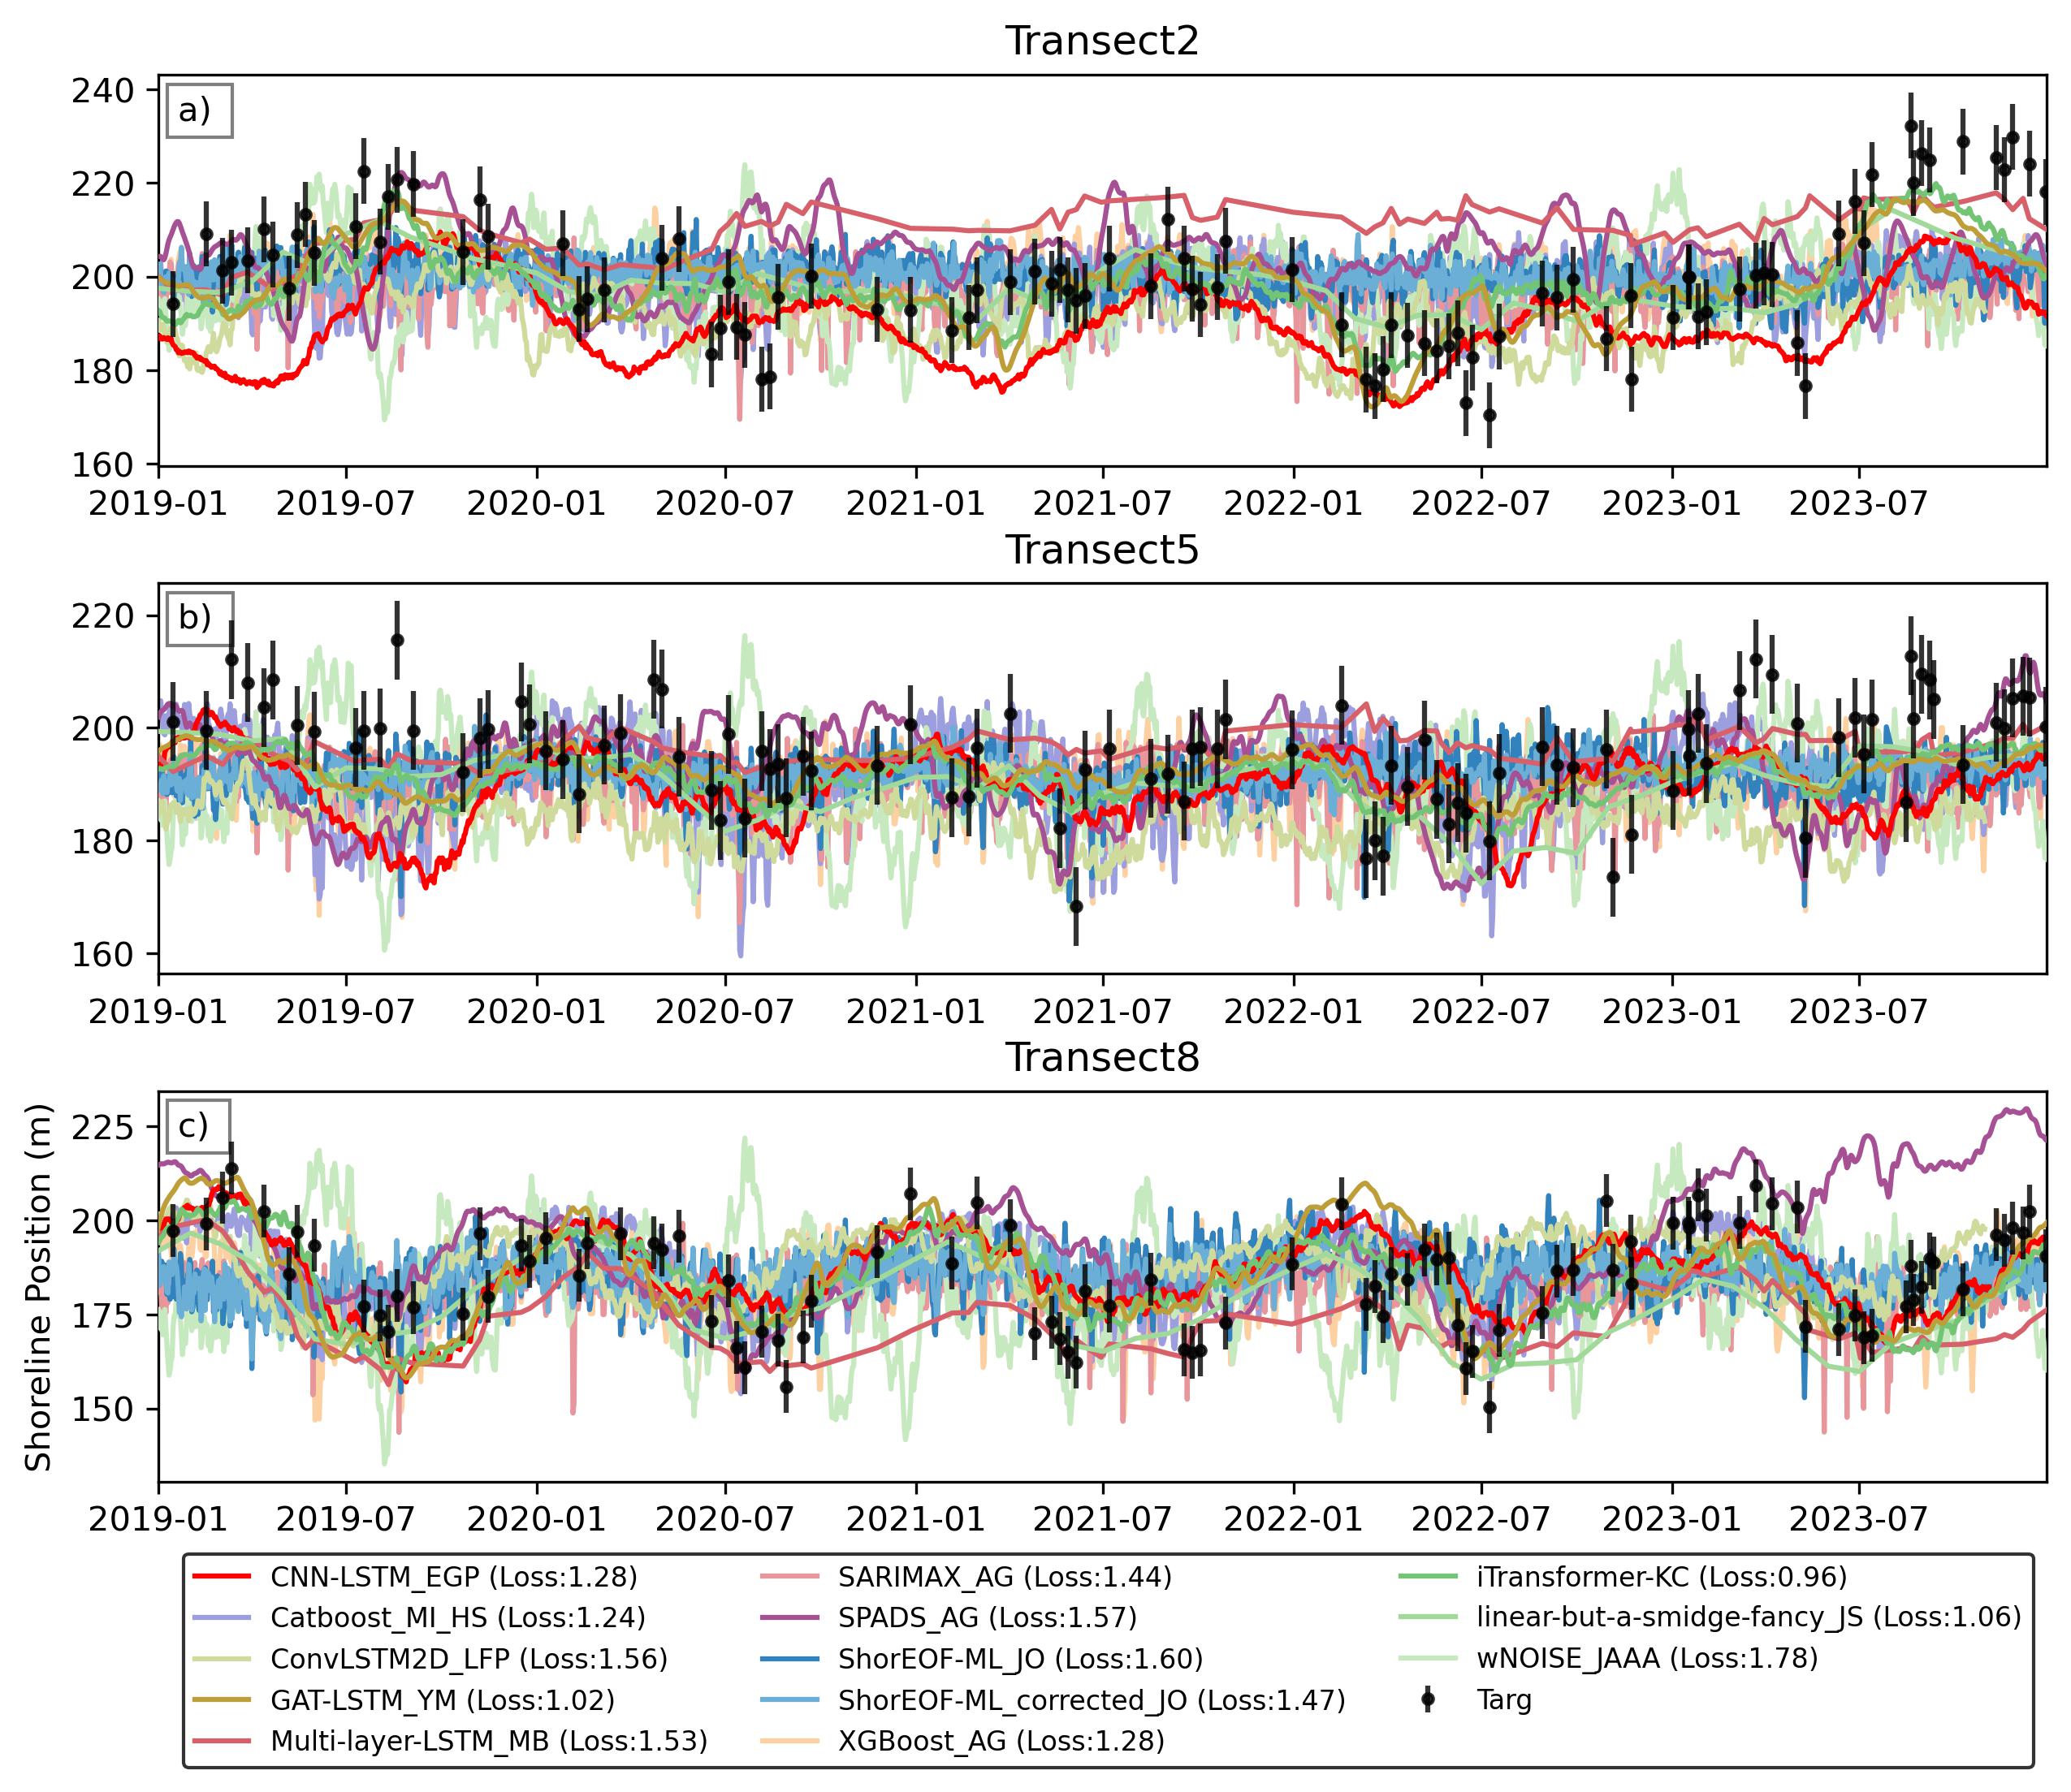 Transect2
a)
240
220
200
180
160
2019-01 2019-07 2020-01 2020-07 2021-01 2021-07 2022-01 2022-07 2023-01 2023-07
Transect5
b)
220
200
180
160
2019-01 2019-07 2020-01 2020-07 2021-01 2021-07 2022-01 2022-07 2023-01 2023-07
Transect8
c)
Shoreline Position (m)
225
200
175
150
2019-01 2019-07 2020-01 2020-07 2021-01 2021-07 2022-01 2022-07 2023-01 2023-07
CNN-LSTM_EGP (Loss:1.28)
Catboost_MI_HS (Loss:1.24)
ConvLSTM2D_LFP (Loss:1.56)
GAT-LSTM_YM (Loss:1.02)
Multi-layer-LSTM_MB (Loss:1.53)
SARIMAX_AG (Loss:1.44)
SPADS_AG (Loss:1.57)
ShorEOF-ML_JO (Loss:1.60)
ShorEOF-ML_corrected_JO (Loss:1.47)
XGBoost_AG (Loss:1.28)
iTransformer-KC (Loss:0.96)
linear-but-a-smidge-fancy_JS (Loss:1.06)
wNOISE_JAAA (Loss:1.78)
Targ